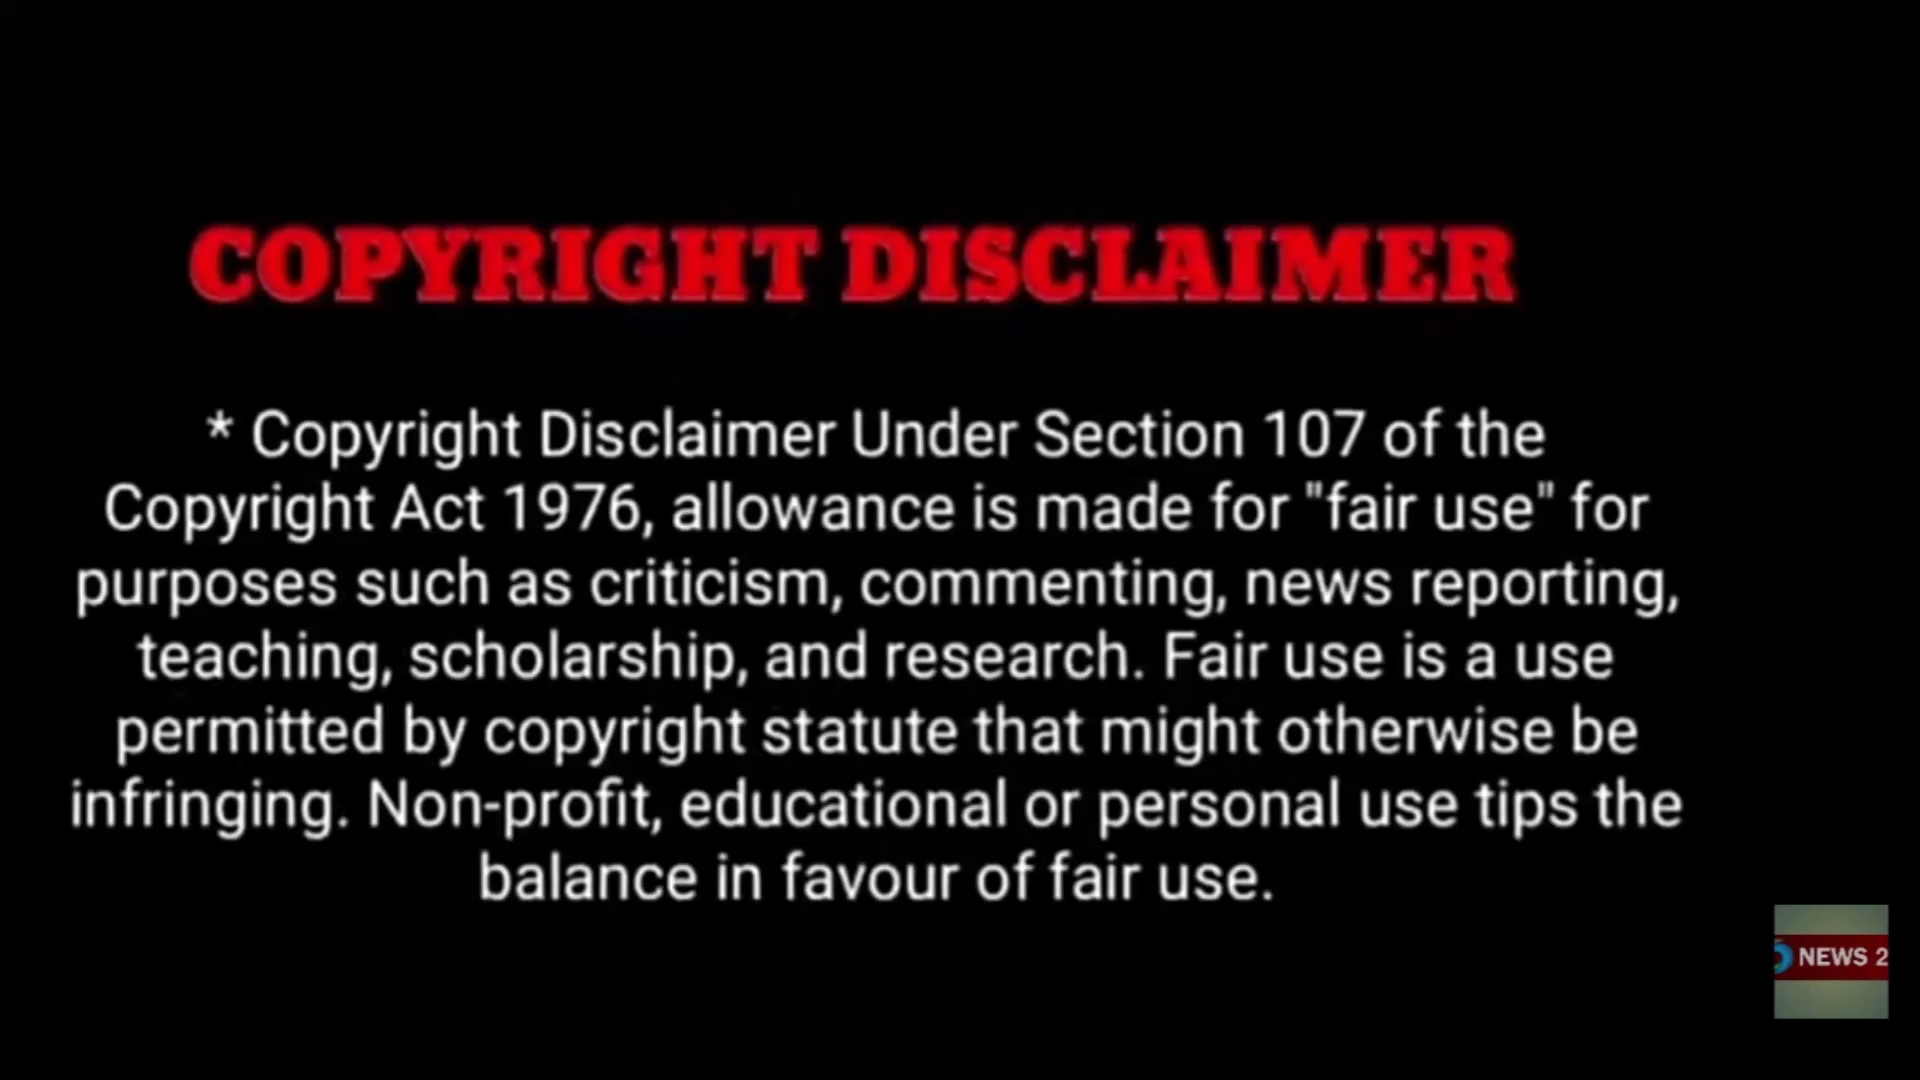 COPYRIGHT DISCLAIMER
* Copyright Disclaimer Under Section 107 of the
Copyright Act 1976, allowance is made for "fair use" for
purposes such as criticism, commenting, news reporting,
teaching, scholarship, and research. Fair use is a use
permitted by copyright statute that might otherwise be
infringing. Non-profit, educational or personal use tips the
balance in favour of fair use.
NEWS 2